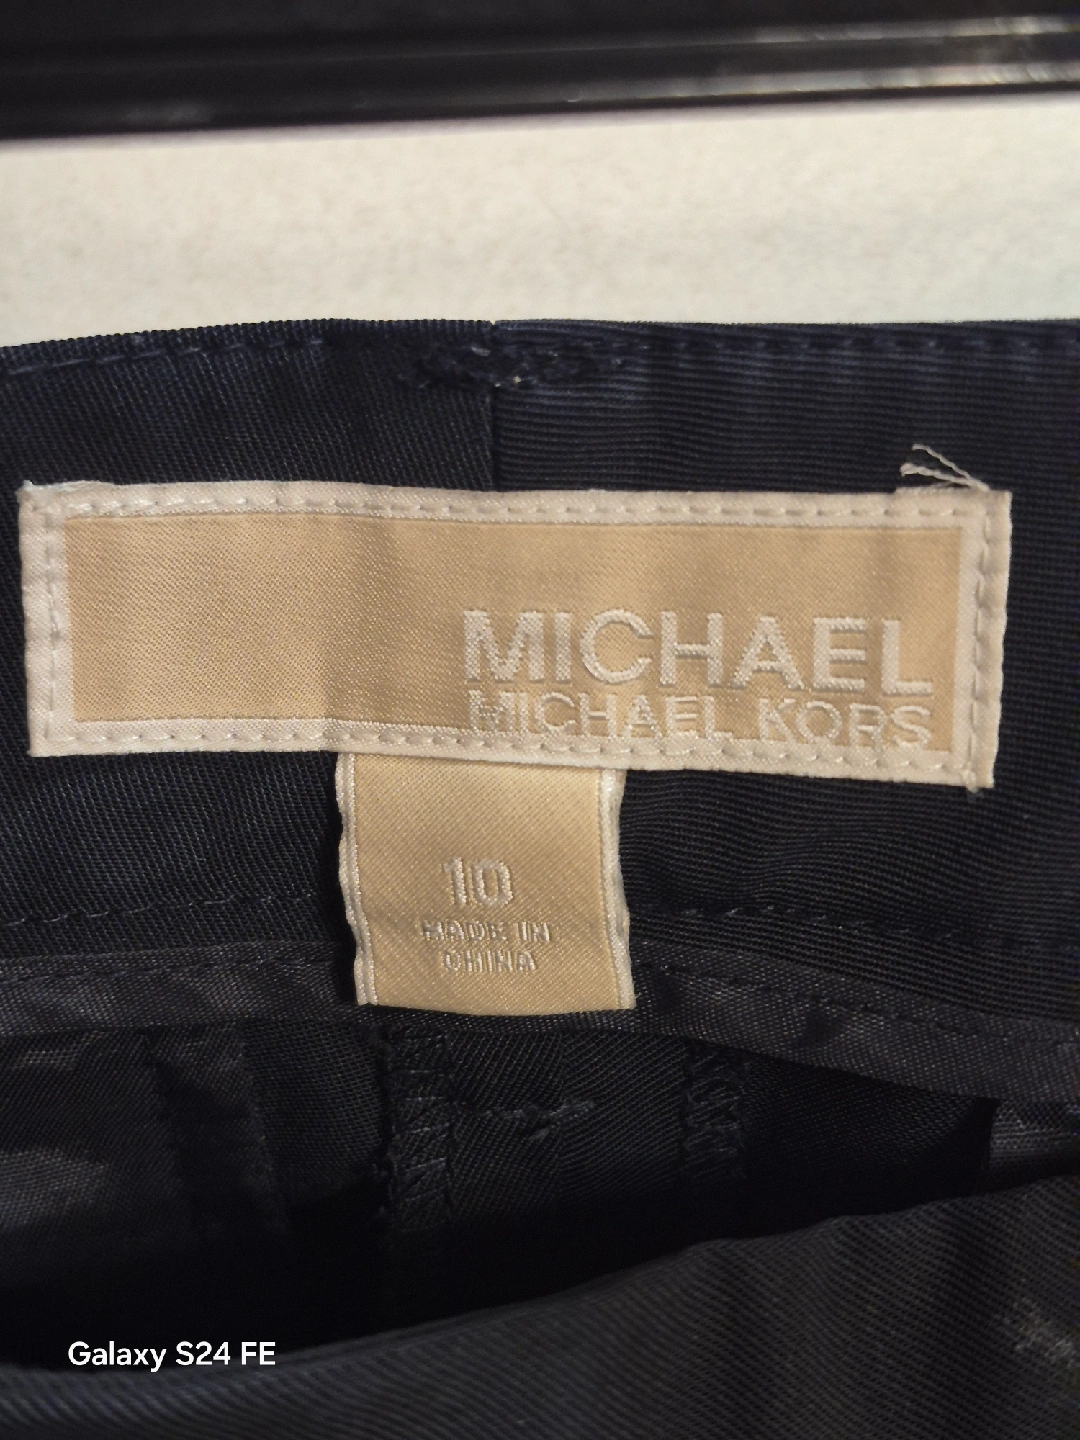 MICHAEL
MICHAEL KORS
10
MADE IN
CHINA
Galaxy S24 FE